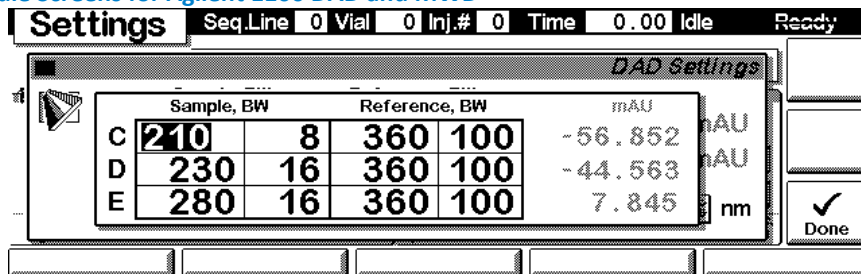 Settings Seq.Line 0 Vial 0 Inj.# 0 Time 0.00 Idle Ready
DAD Settings
Sample, BW Reference, BW mAU
C 210 8 360 100 -56.852 mAU
D 230 16 360 100 -44.563 mAU
E 280 16 360 100 7.845 nm
Done